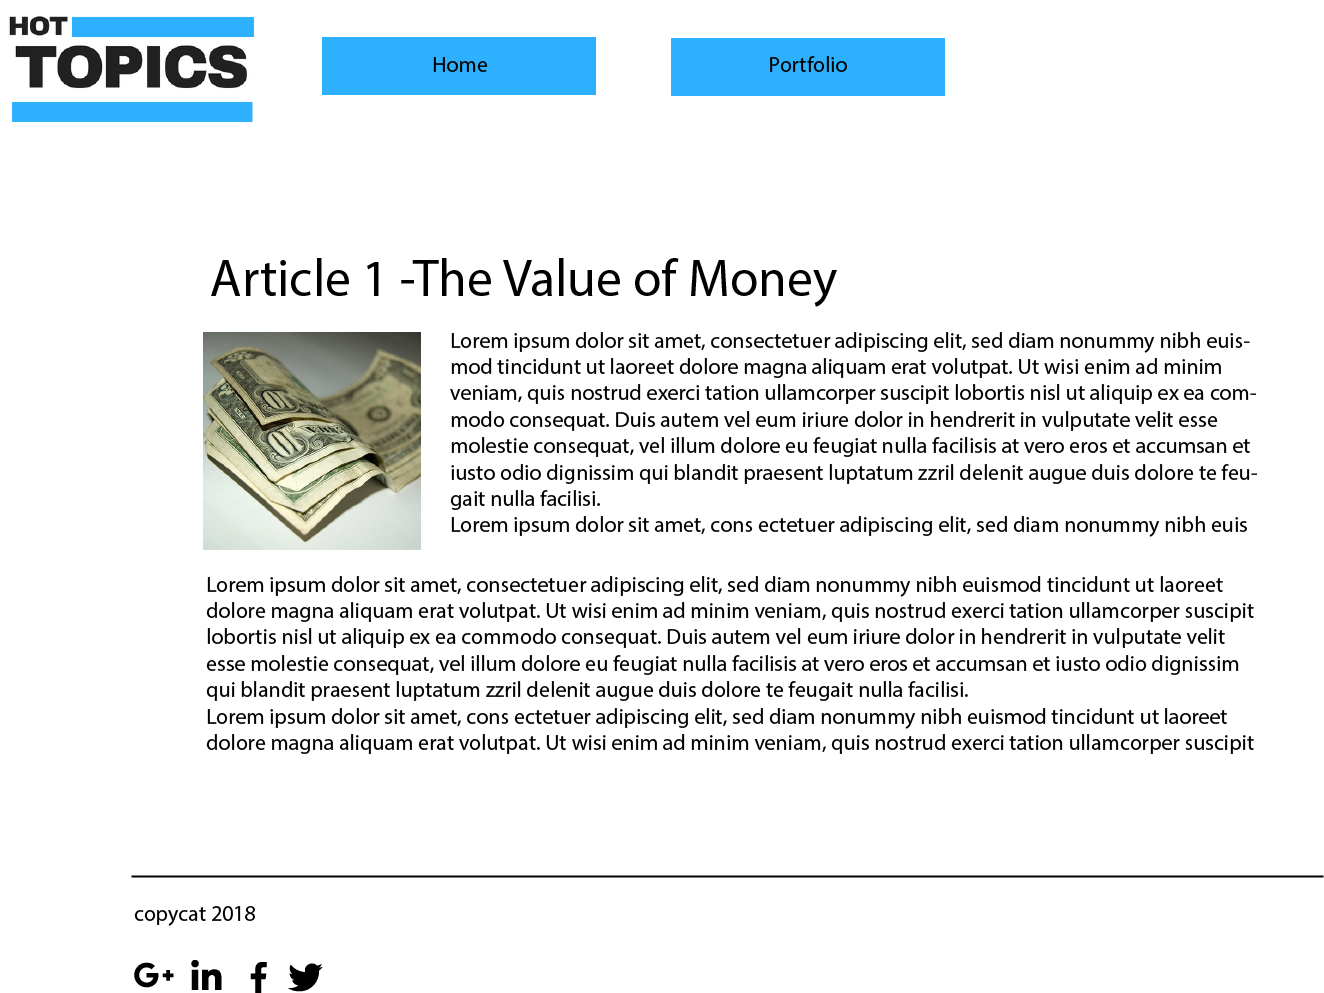 HOT
TOPICS
Home
Portfolio
Article 1 -The Value of Money
10
10
Lorem ipsum dolor sit amet, consectetuer adipiscing elit, sed diam nonummy nibh euis-
mod tincidunt ut laoreet dolore magna aliquam erat volutpat. Ut wisi enim ad minim
veniam, quis nostrud exerci tation ullamcorper suscipit lobortis nisl ut aliquip ex ea com-
modo consequat. Duis autem vel eum iriure dolor in hendrerit in vulputate velit esse
molestie consequat, vel illum dolore eu feugiat nulla facilisis at vero eros et accumsan et
iusto odio dignissim qui blandit praesent luptatum zzril delenit augue duis dolore te feu-
gait nulla facilisi.
Lorem ipsum dolor sit amet, cons ectetuer adipiscing elit, sed diam nonummy nibh euis
Lorem ipsum dolor sit amet, consectetuer adipiscing elit, sed diam nonummy nibh euismod tincidunt ut laoreet
dolore magna aliquam erat volutpat. Ut wisi enim ad minim veniam, quis nostrud exerci tation ullamcorper suscipit
lobortis nisl ut aliquip ex ea commodo consequat. Duis autem vel eum iriure dolor in hendrerit in vulputate velit
esse molestie consequat, vel illum dolore eu feugiat nulla facilisis at vero eros et accumsan et iusto odio dignissim
qui blandit praesent luptatum zzril delenit augue duis dolore te feugait nulla facilisi.
Lorem ipsum dolor sit amet, cons ectetuer adipiscing elit, sed diam nonummy nibh euismod tincidunt ut laoreet
dolore magna aliquam erat volutpat. Ut wisi enim ad minim veniam, quis nostrud exerci tation ullamcorper suscipit
copycat 2018
G+ in f